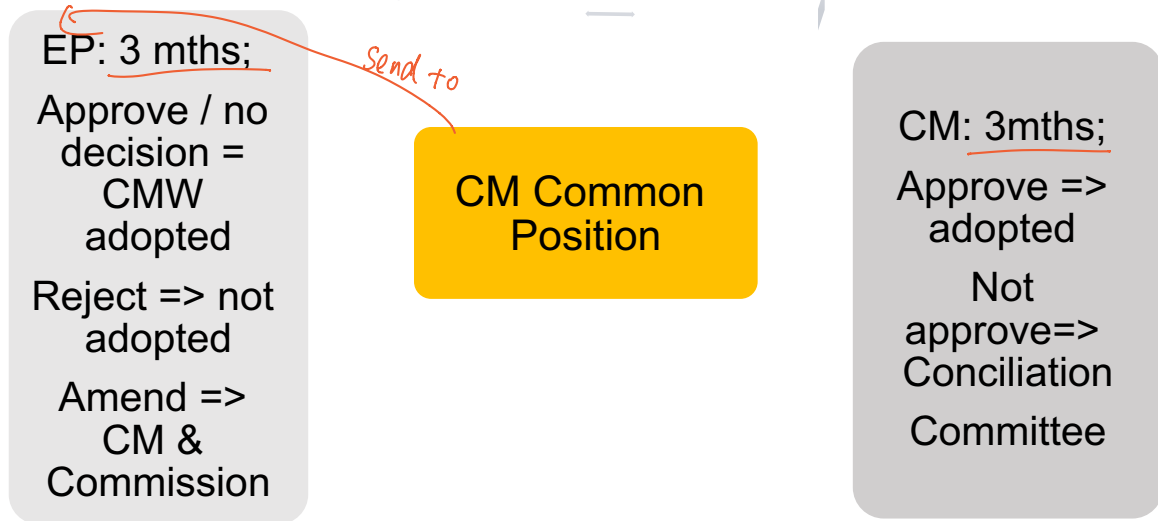 EP: 3 mths;
Approve / no
decision =
CMW
adopted
Reject => not
adopted
Amend =>
CM &
Commission
Send to
CM Common
Position
CM: 3mths;
Approve =>
adopted
Not
approve=>
Conciliation
Committee